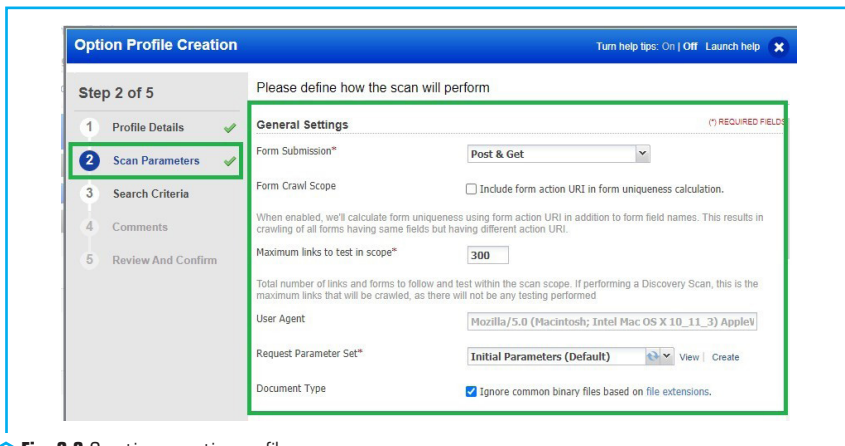 Option Profile Creation
Turn help tips: On | Off Launch help
Step 2 of 5
1 Profile Details
2 Scan Parameters
3 Search Criteria
4 Comments
5 Review And Confirm
Please define how the scan will perform
General Settings
(*) REQUIRED FIELDS
Form Submission* Post & Get
Form Crawl Scope Include form action URI in form uniqueness calculation.
When enabled, we'll calculate form uniqueness using form action URI in addition to form field names. This results in
crawling of all forms having same fields but having different action URI.
Maximum links to test in scope* 300
Total number of links and forms to follow and test within the scan scope. If performing a Discovery Scan, this is the
maximum links that will be crawled, as there will not be any testing performed
User Agent Mozilla/5.0 (Macintosh; Intel Mac OS X 10_11_3)
Request Parameter Set* Initial Parameters (Default) View | Create
Document Type Ignore common binary files based on file extensions.